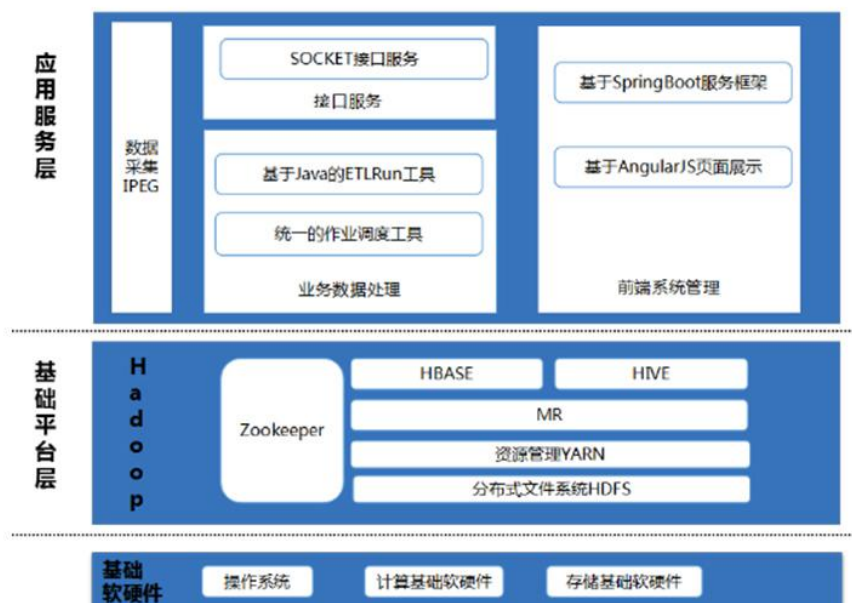 应用服务层
数据
采集
IPEG
SOCKET接口服务
接口服务
基于Java的ETLRun工具
统一的作业调度工具
业务数据处理
基于SpringBoot服务框架
基于AngularJS页面展示
前端系统管理
基础平台层
Hadoop
Zookeeper
HBASE
HIVE
MR
资源管理YARN
分布式文件系统HDFS
基础
软硬件
操作系统
计算基础软硬件
存储基础软硬件